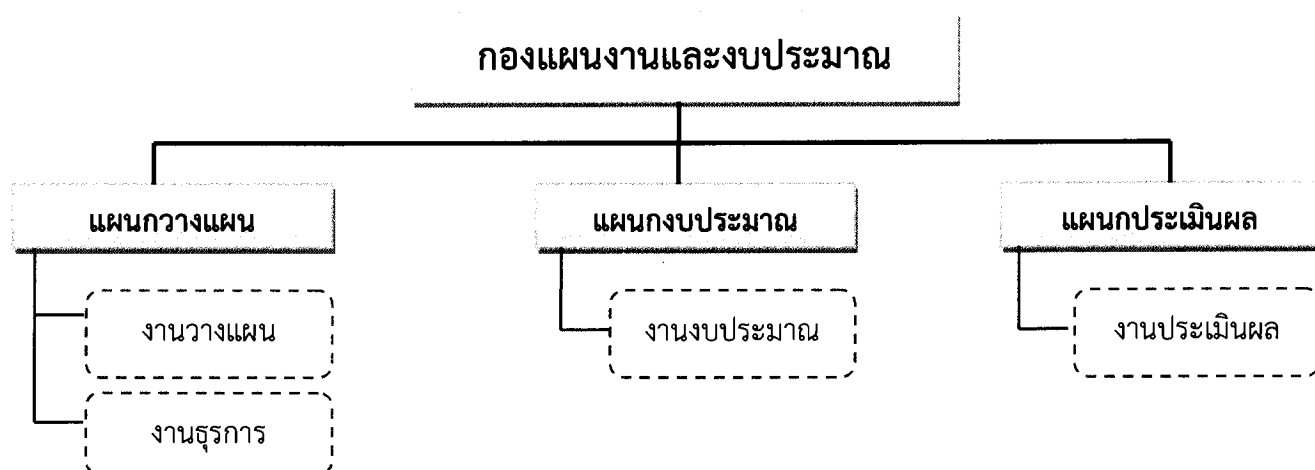 กองแผนงานและงบประมาณ
แผนกวางแผน
แผนกงบประมาณ
แผนกประเมินผล
งานวางแผน
งานงบประมาณ
งานประเมินผล
งานธุรการ